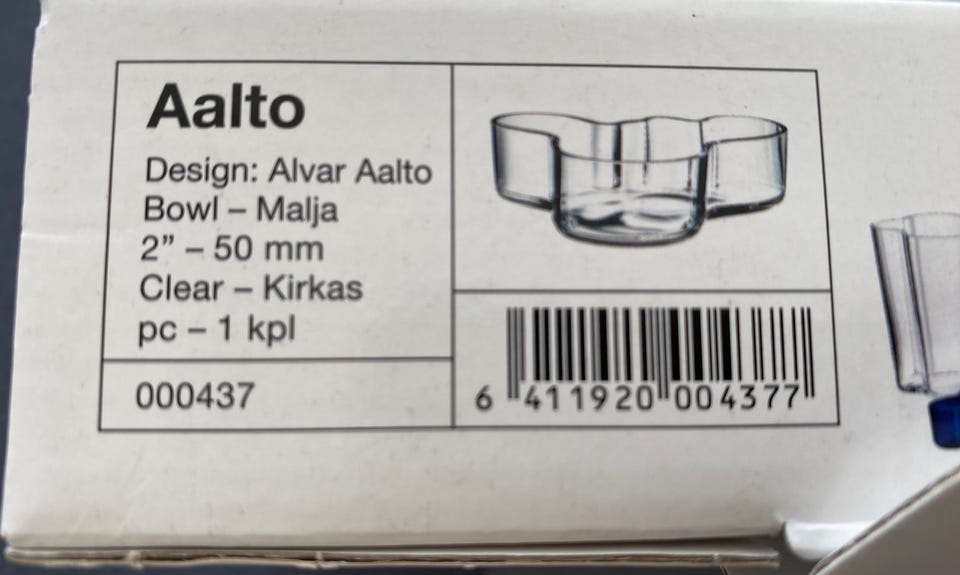 Aalto
Design: Alvar Aalto
Bowl – Malja
2” – 50 mm
Clear – Kirkas
pc – 1 kpl
000437
6 411920 004377